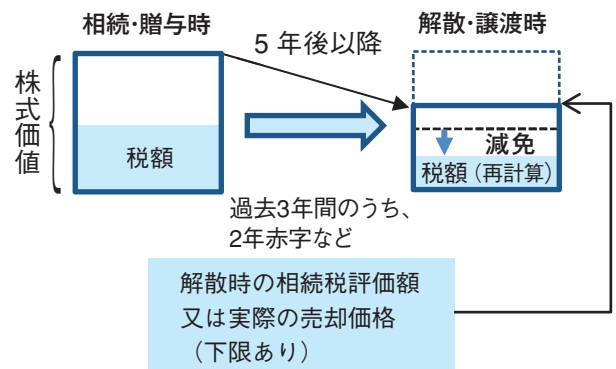 相続・贈与時
5年後以降
解散・譲渡時
株式価値
税額
減免
税額(再計算)
過去3年間のうち、
2年赤字など
解散時の相続税評価額
又は実際の売却価格
(下限あり)